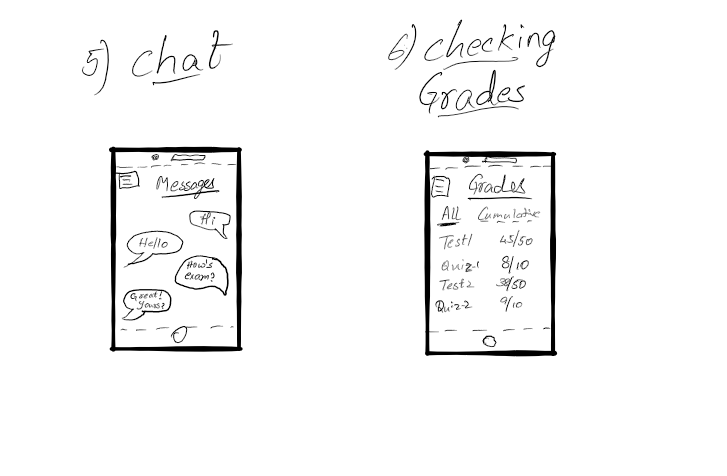 5) Chat
6) Checking
Grades
Messages
Hi
Hello
How's
exam?
Great!
Yours?
Grades
All Cumulative
Test1 45/50
Quiz-1 8/10
Test2 /50
Quiz-2 9/10